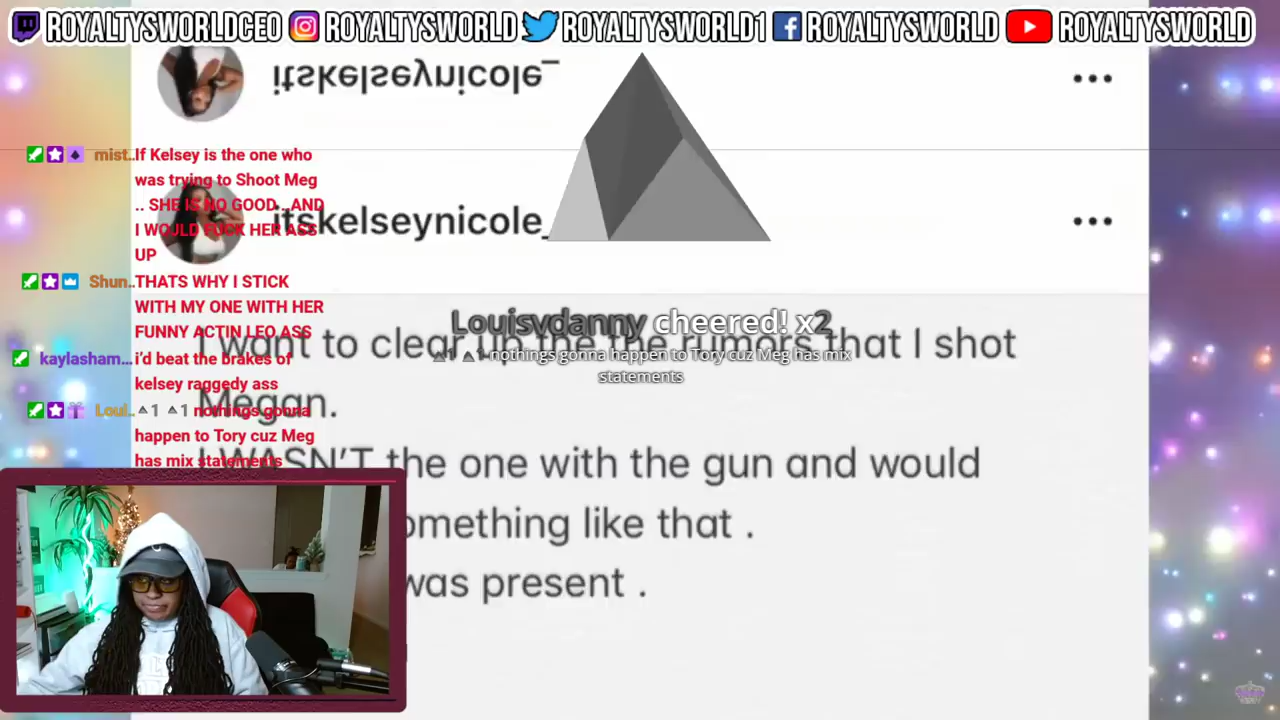 ROYALTYSWORLDCEO ROYALTYSWORLD ROYALTYSWORLD1 ROYALTYSWORLD ROYALTYSWORLD
itskelseynicole_
itskelseynicole_
mist..If Kelsey is the one who
was trying to Shoot Meg
.. SHE IS NO GOOD ..AND
I WOULD FUCK HER ASS
UP
Shun..THATS WHY I STICK
WITH MY ONE WITH HER
FUNNY ACTIN LEO ASS
kaylasham...i'd beat the brakes of
kelsey raggedy ass
Loui..1 1 nothings gonna
happen to Tory cuz Meg
has mix statements
Louisvdanny cheered! x2
1 1 nothings gonna happen to Tory cuz Meg has mix
statements
I want to clear up the the rumors that I shot
Megan.
I WASN'T the one with the gun and would
omething like that .
was present .